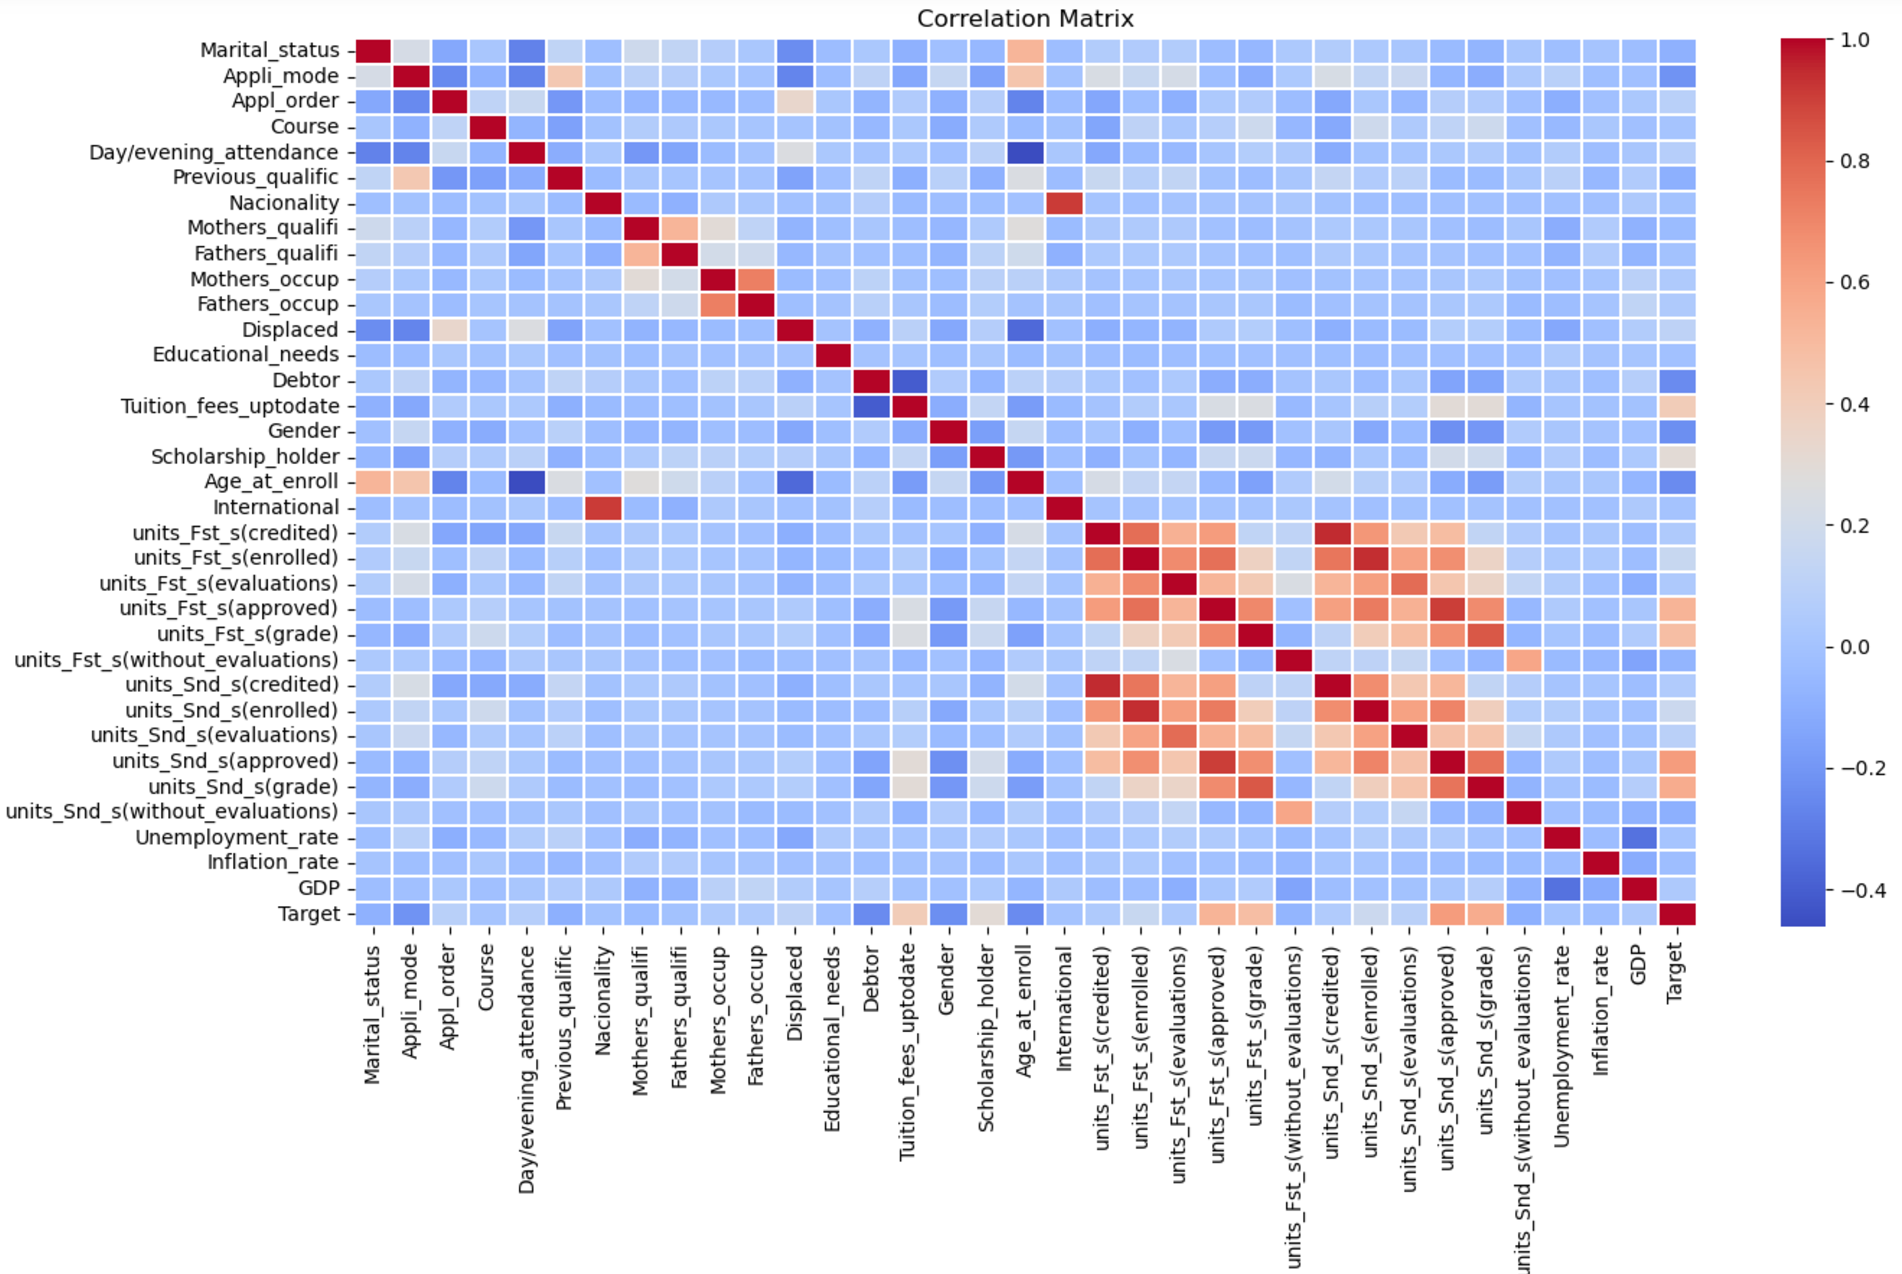 Correlation Matrix
Marital_status
Appli_mode
Appl_order
Course
Day/evening_attendance
Previous_qualific
Nacionality
Mothers_qualifi
Fathers_qualifi
Mothers_occup
Fathers_occup
Displaced
Educational_needs
Debtor
Tuition_fees_uptodate
Gender
Scholarship_holder
Age_at_enroll
International
units_Fst_s(credited)
units_Fst_s(enrolled)
units_Fst_s(evaluations)
units_Fst_s(approved)
units_Fst_s(grade)
units_Fst_s(without_evaluations)
units_Snd_s(credited)
units_Snd_s(enrolled)
units_Snd_s(evaluations)
units_Snd_s(approved)
units_Snd_s(grade)
units_Snd_s(without_evaluations)
Unemployment_rate
Inflation_rate
GDP
Target
Marital_status
Appli_mode
Appl_order
Course
Day/evening_attendance
Previous_qualific
Nacionality
Mothers_qualifi
Fathers_qualifi
Mothers_occup
Fathers_occup
Displaced
Educational_needs
Debtor
Tuition_fees_uptodate
Gender
Scholarship_holder
Age_at_enroll
International
units_Fst_s(credited)
units_Fst_s(enrolled)
units_Fst_s(evaluations)
units_Fst_s(approved)
units_Fst_s(grade)
units_Fst_s(without_evaluations)
units_Snd_s(credited)
units_Snd_s(enrolled)
units_Snd_s(evaluations)
units_Snd_s(approved)
units_Snd_s(grade)
units_Snd_s(without_evaluations)
Unemployment_rate
Inflation_rate
GDP
Target
1.0
0.8
0.6
0.4
0.2
0.0
−0.2
−0.4